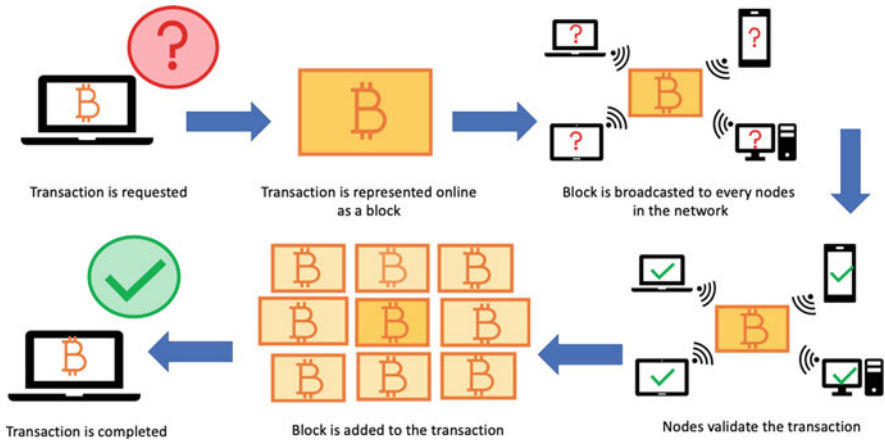 Transaction is requested
Transaction is represented online
as a block
Block is broadcasted to every nodes
in the network
Nodes validate the transaction
Block is added to the transaction
Transaction is completed